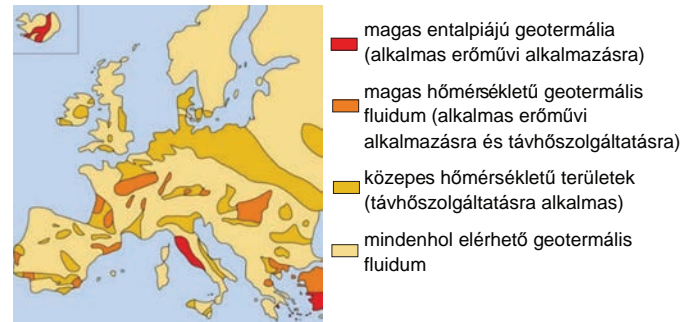 magas entalpiájú geotermália
(alkalmas erőművi alkalmazásra)
magas hőmérsékletű geotermális
fluidum (alkalmas erőművi
alkalmazásra és távhőszolgáltatásra)
közepes hőmérsékletű területek
(távhőszolgáltatásra alkalmas)
mindenhol elérhető geotermális
fluidum